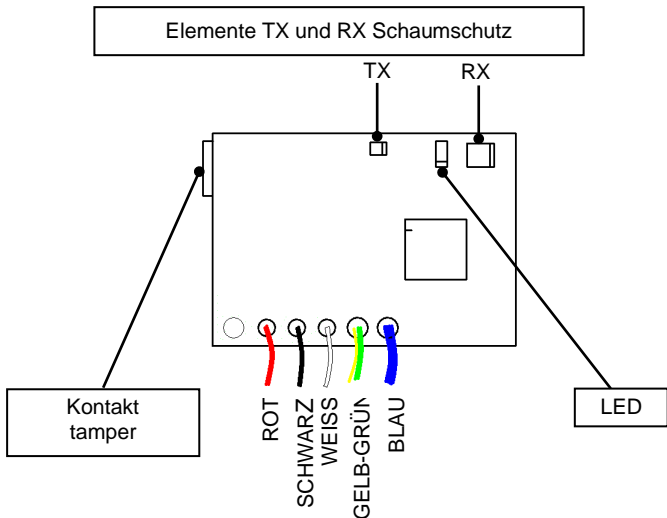 Elemente TX und RX Schaumschutz
TX
RX
Kontakt
tamper
LED
ROT
SCHWARZ
WEISS
GELB-GRÜN
BLAU